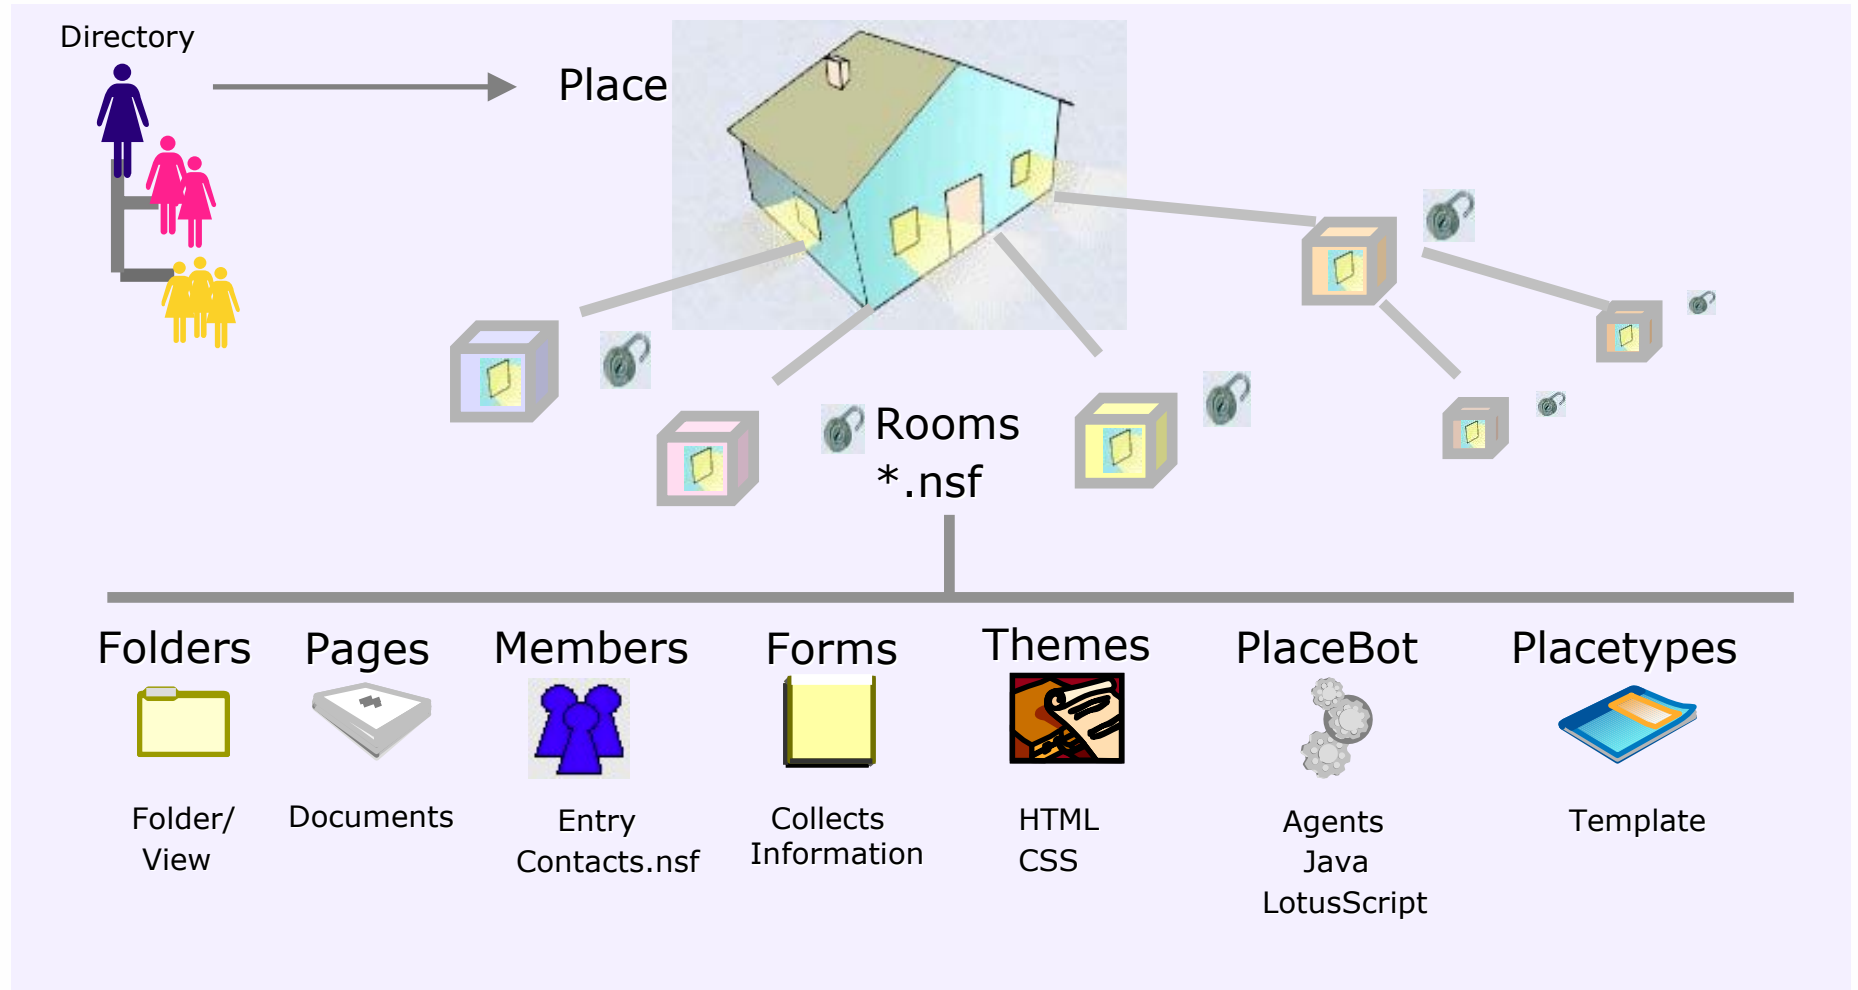 Directory
Place
Rooms
*.nsf
Folders
Pages
Members
Forms
Themes
PlaceBot
Placetypes
Folder/
View
Documents
Entry
Contacts.nsf
Collects
Information
HTML
CSS
Agents
Java
LotusScript
Template